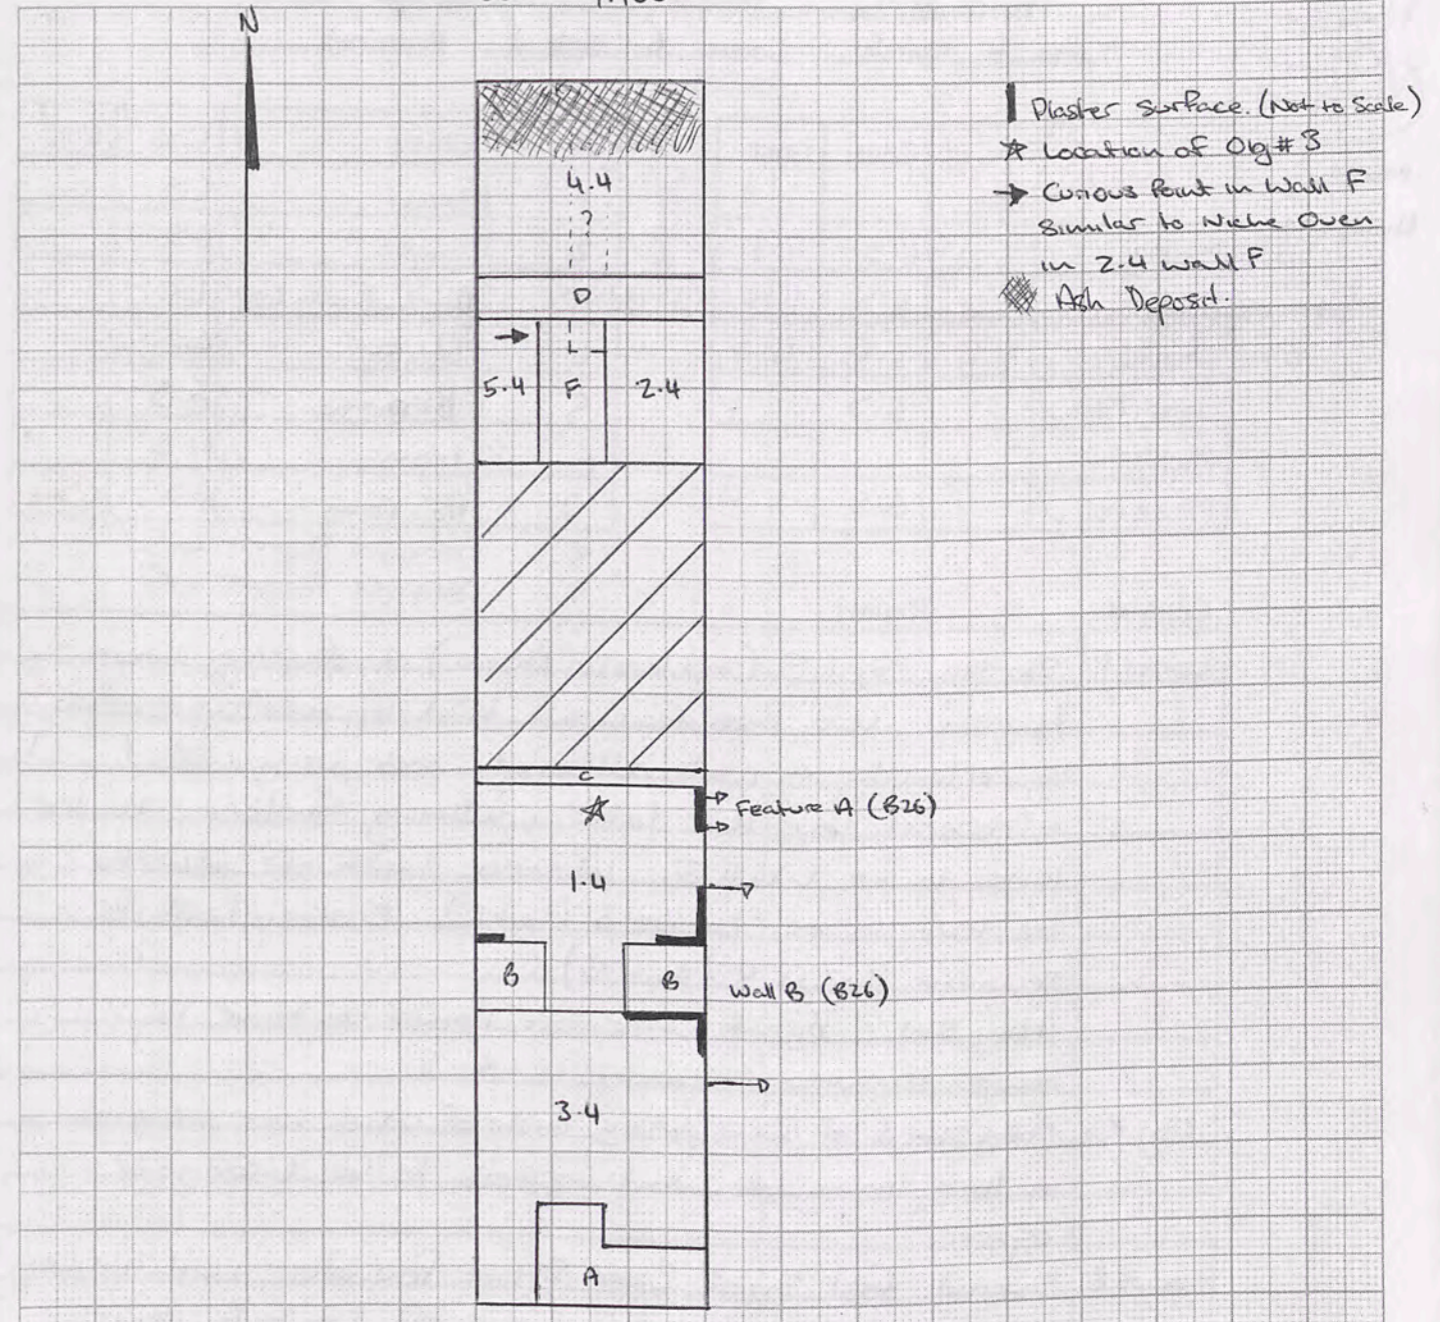 N
Plaster surface. (Not to Scale)
Location of Obj# 3
Curious Point in Wall F
similar to Niche Oven
in 2.4 wall F
Ash Deposit.
4.4
?
D
5.4 F 2.4
C
Feature A (B26)
1.4
B B Wall B (B26)
3.4
A